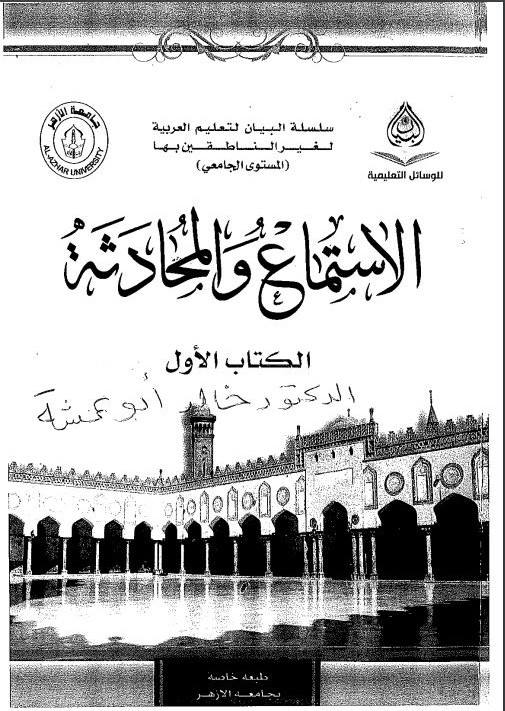 جامعة الأزهر
AL-AZHAR UNIVERSITY
سلسلة البيان لتعليم العربية
لغير الناطقين بها
(المستوى الجامعي)
بيان
للوسائل التعليمية
الاستماع والمحادثة
الكتاب الأول
الدكتور خالد أبو عمشة
طبعة خاصة
بجامعة الأزهر